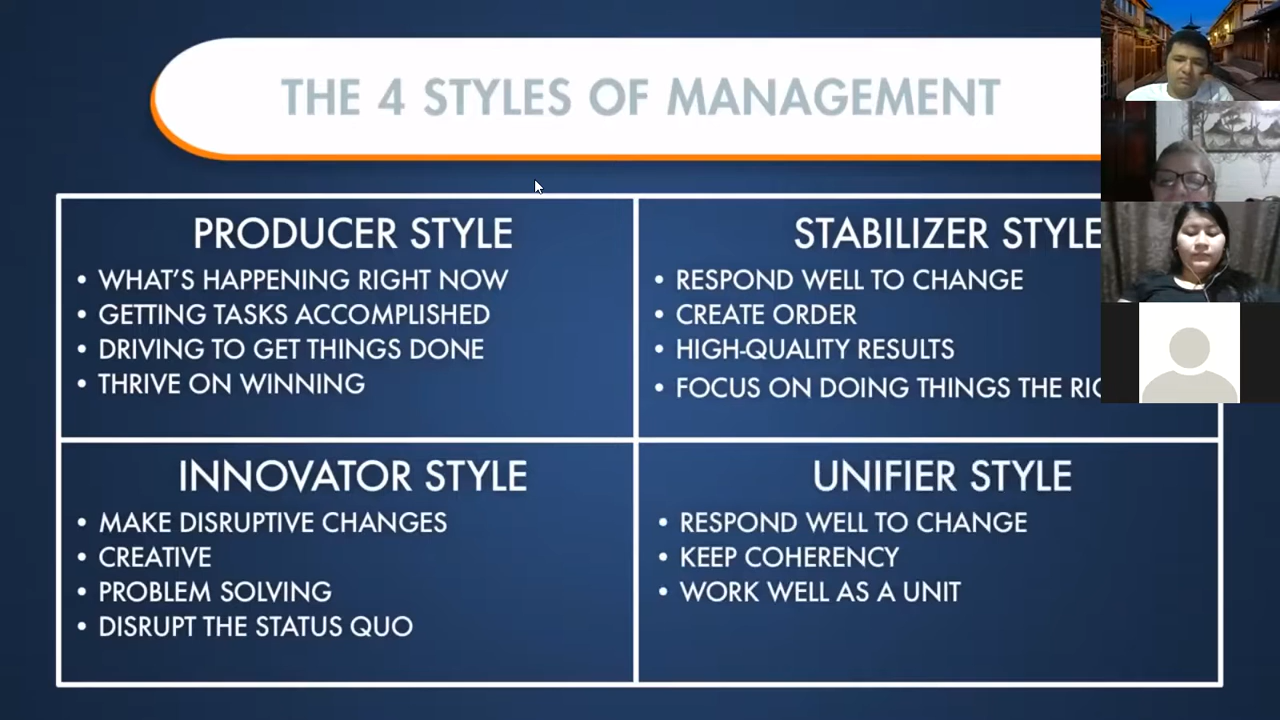 THE 4 STYLES OF MANAGEMENT
PRODUCER STYLE
• WHAT'S HAPPENING RIGHT NOW
• GETTING TASKS ACCOMPLISHED
• DRIVING TO GET THINGS DONE
• THRIVE ON WINNING
STABILIZER STYLE
• RESPOND WELL TO CHANGE
• CREATE ORDER
• HIGH-QUALITY RESULTS
• FOCUS ON DOING THINGS THE
INNOVATOR STYLE
• MAKE DISRUPTIVE CHANGES
• CREATIVE
• PROBLEM SOLVING
• DISRUPT THE STATUS QUO
UNIFIER STYLE
• RESPOND WELL TO CHANGE
• KEEP COHERENCY
• WORK WELL AS A UNIT